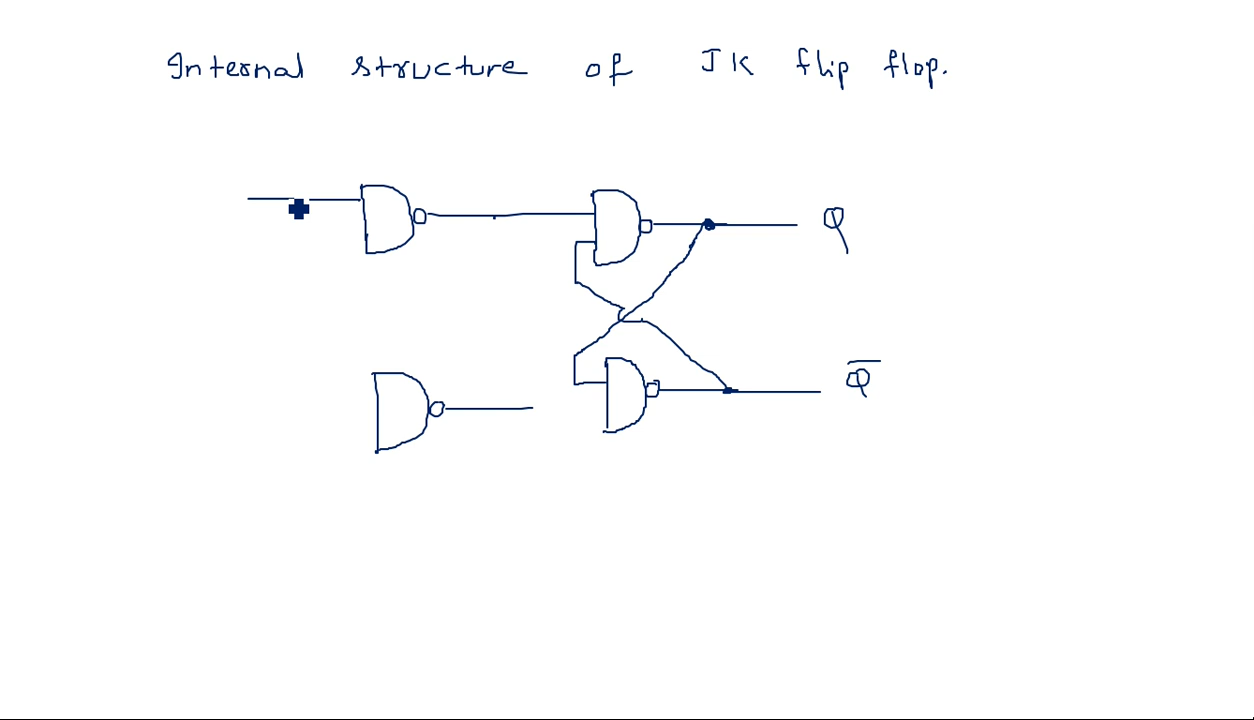 Internal structure of JK flip flop.
Q
Q̅